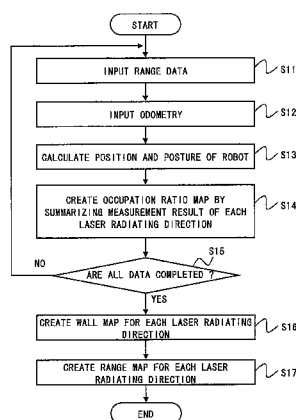 START
INPUT RANGE DATA
S11
INPUT ODOMETRY
S12
CALCULATE POSITION AND POSTURE OF ROBOT
S13
CREATE OCCUPATION RATIO MAP BY
SUMMARIZING MEASUREMENT RESULT OF EACH
LASER RADIATING DIRECTION
S14
S15
NO
ARE ALL DATA COMPLETED ?
YES
CREATE WALL MAP FOR EACH LASER RADIATING
DIRECTION
S16
CREATE RANGE MAP FOR EACH LASER
RADIATING DIRECTION
S17
END